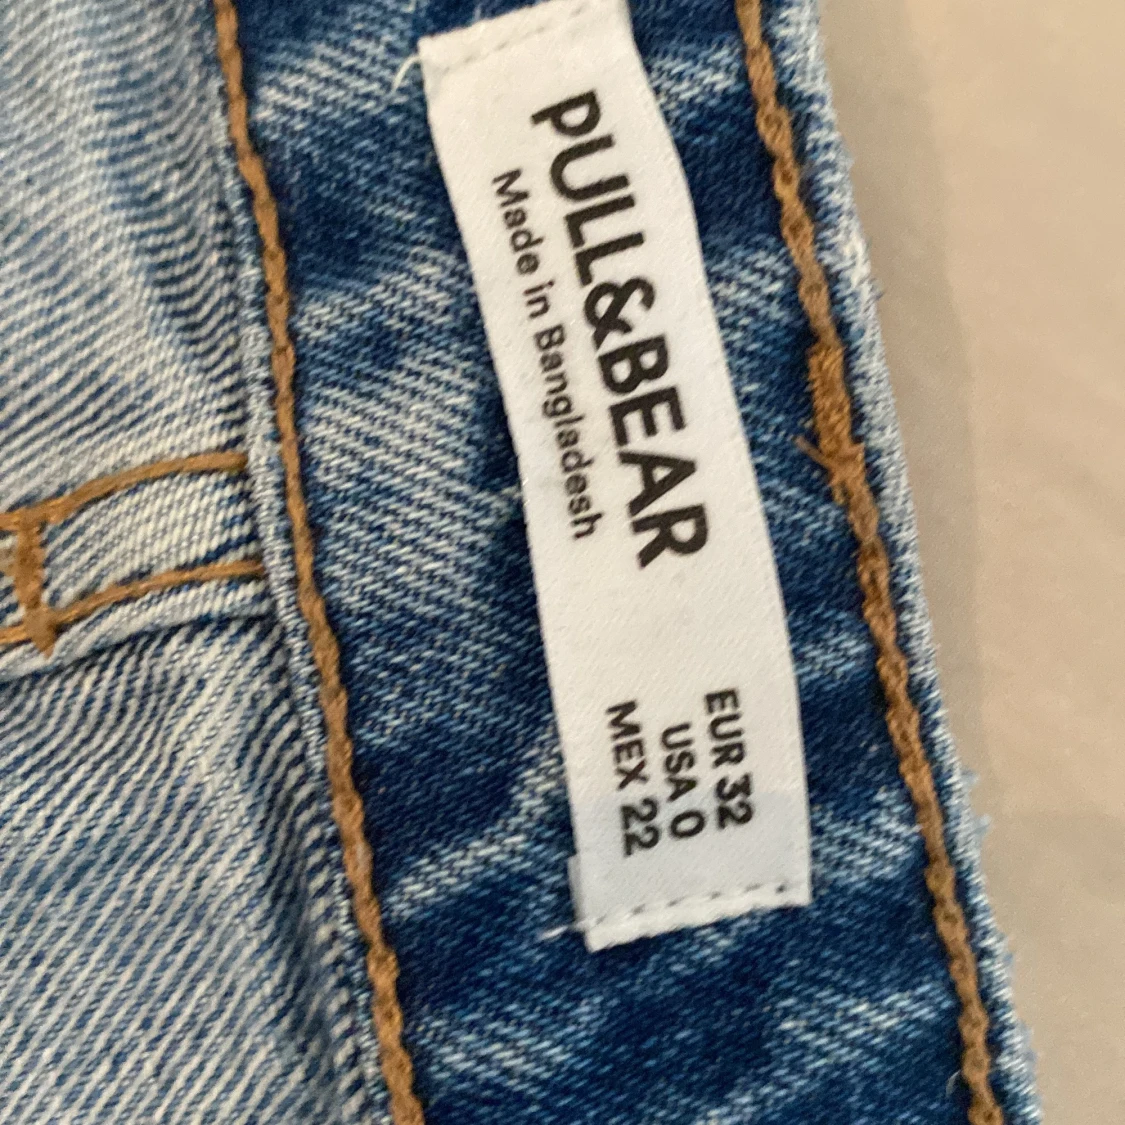 PULL&BEAR
Made in Bangladesh
EUR 32
USA 0
MEX 22